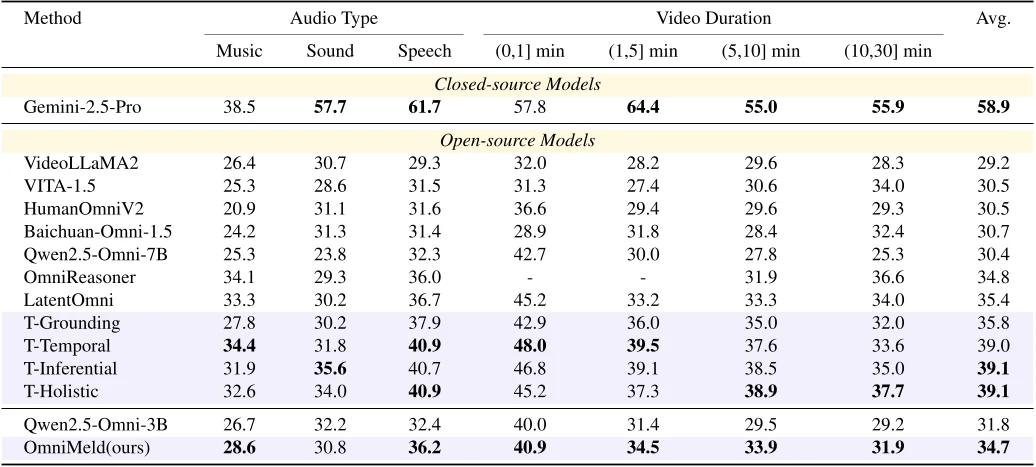 Method Audio Type Video Duration Avg.
Music Sound Speech (0,1] min (1,5] min (5,10] min (10,30] min
Closed-source Models
Gemini-2.5-Pro 38.5 57.7 61.7 57.8 64.4 55.0 55.9 58.9
Open-source Models
VideoLLaMA2 26.4 30.7 29.3 32.0 28.2 29.6 28.3 29.2
VITA-1.5 25.3 28.6 31.5 31.3 27.4 30.6 34.0 30.5
HumanOmniV2 20.9 31.1 31.6 36.6 29.4 29.6 29.3 30.5
Baichuan-Omni-1.5 24.2 31.3 31.4 28.9 31.8 28.4 32.4 30.7
Qwen2.5-Omni-7B 25.3 23.8 32.3 42.7 30.0 27.8 25.3 30.4
OmniReasoner 34.1 29.3 36.0 - - 31.9 36.6 34.8
LatentOmni 33.3 30.2 36.7 45.2 33.2 33.3 34.0 35.4
T-Grounding 27.8 30.2 37.9 42.9 36.0 35.0 32.0 35.8
T-Temporal 34.4 31.8 40.9 48.0 39.5 37.6 33.6 39.0
T-Inferential 31.9 35.6 40.7 46.8 39.1 38.5 35.0 39.1
T-Holistic 32.6 34.0 40.9 45.2 37.3 38.9 37.7 39.1
Qwen2.5-Omni-3B 26.7 32.2 32.4 40.0 31.4 29.5 29.2 31.8
OmniMeld(ours) 28.6 30.8 36.2 40.9 34.5 33.9 31.9 34.7